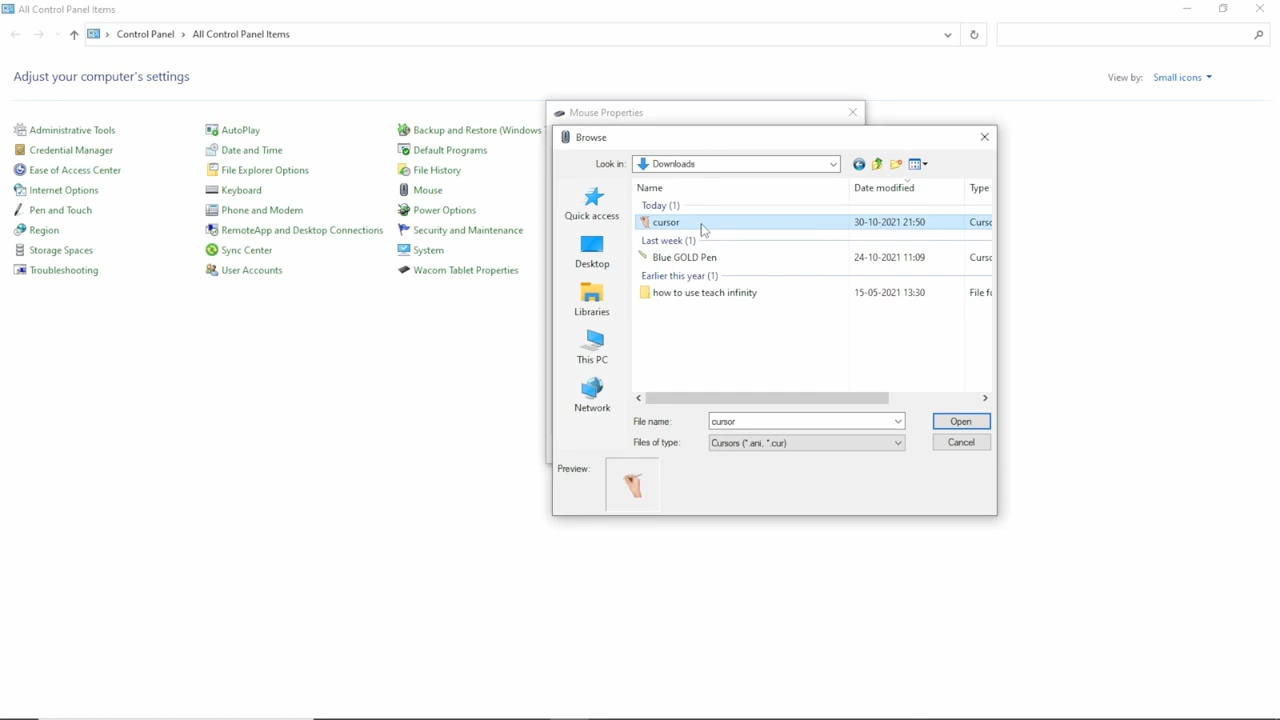 All Control Panel Items
Control Panel › All Control Panel Items
Adjust your computer's settings
View by: Small icons
Administrative Tools
AutoPlay
Backup and Restore (Windows
Credential Manager
Date and Time
Default Programs
Ease of Access Center
File Explorer Options
File History
Internet Options
Keyboard
Mouse
Pen and Touch
Phone and Modem
Power Options
Region
RemoteApp and Desktop Connections
Security and Maintenance
Storage Spaces
Sync Center
System
Troubleshooting
User Accounts
Wacom Tablet Properties
Mouse Properties
Browse
Look in: Downloads
Quick access
Desktop
Libraries
This PC
Network
Name Date modified Type
Today (1)
cursor 30-10-2021 21:50 Curso
Last week (1)
Blue GOLD Pen 24-10-2021 11:09 Curso
Earlier this year (1)
how to use teach infinity 15-05-2021 13:30 File fo
File name: cursor Open
Files of type: Cursors (*.ani, *.cur) Cancel
Preview: